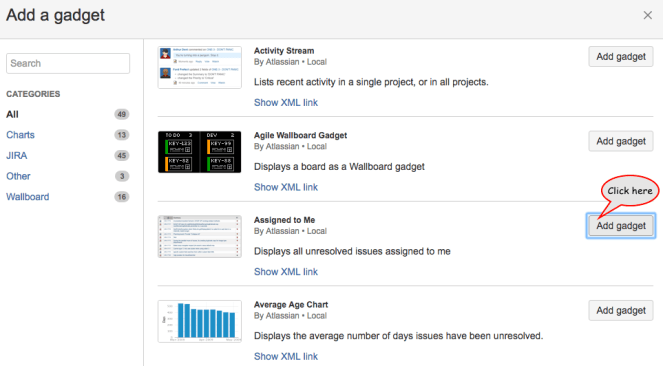 Add a gadget
×
Search
CATEGORIES
All 49
Charts 13
JIRA 45
Other 3
Wallboard 16
Activity Stream
By Atlassian • Local
Lists recent activity in a single project, or in all projects.
Show XML link
Add gadget
TO DO 3 DEV 2
KEY-423 KEY-99
KEY-82 KEY-88
Agile Wallboard Gadget
By Atlassian • Local
Displays a board as a Wallboard gadget
Show XML link
Add gadget
Click here
Assigned to Me
By Atlassian • Local
Displays all unresolved issues assigned to me
Show XML link
Add gadget
Average Age Chart
By Atlassian • Local
Displays the average number of days issues have been unresolved.
Show XML link
Add gadget